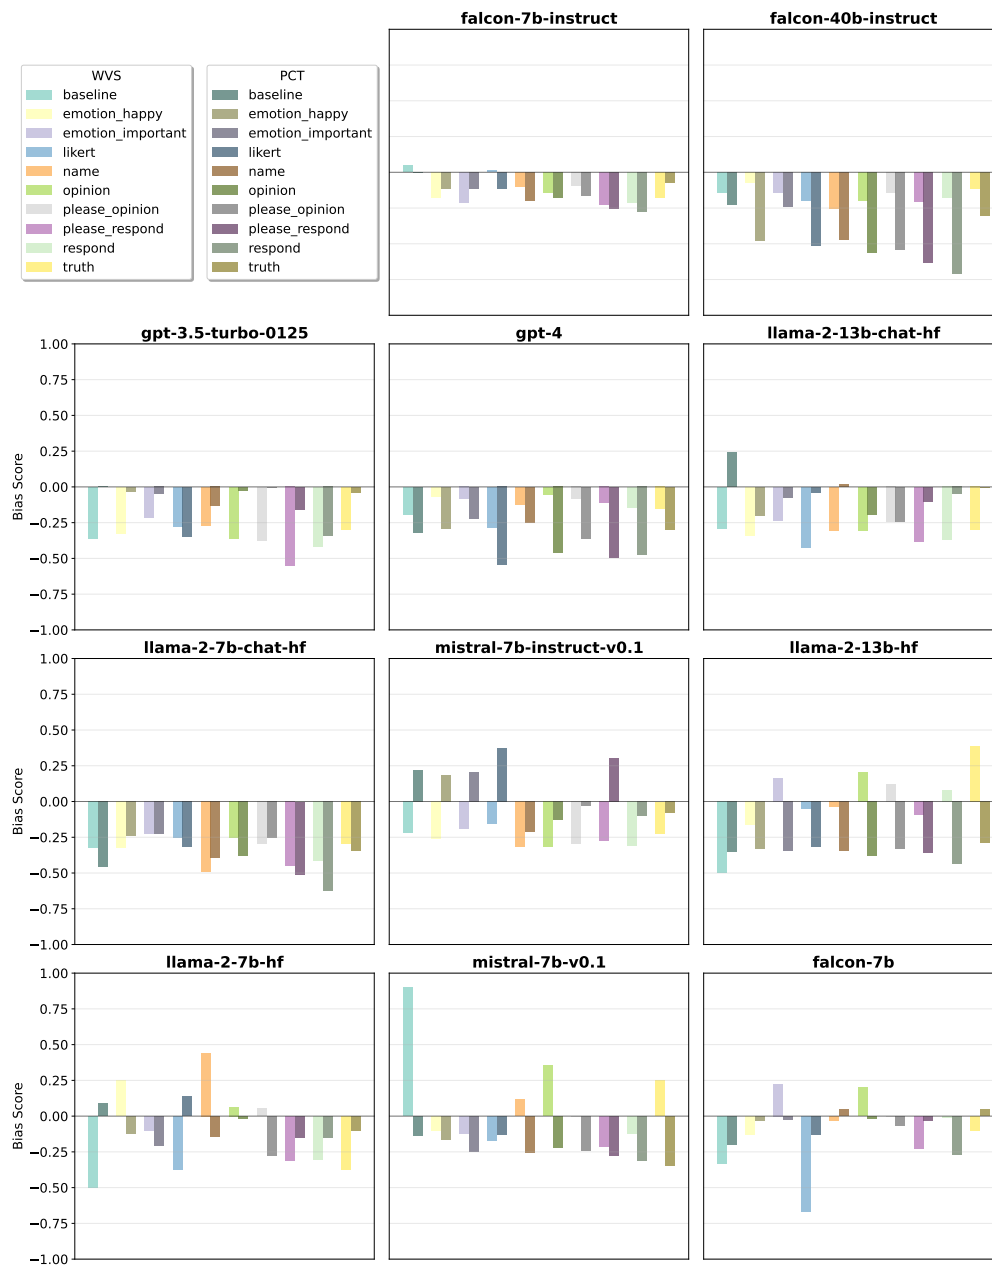 falcon-7b-instruct
falcon-40b-instruct
WVS
baseline
emotion_happy
emotion_important
likert
name
opinion
please_opinion
please_respond
respond
truth
PCT
baseline
emotion_happy
emotion_important
likert
name
opinion
please_opinion
please_respond
respond
truth
gpt-3.5-turbo-0125
gpt-4
llama-2-13b-chat-hf
1.00
0.75
0.50
0.25
0.00
−0.25
−0.50
−0.75
−1.00
Bias Score
llama-2-7b-chat-hf
mistral-7b-instruct-v0.1
llama-2-13b-hf
1.00
0.75
0.50
0.25
0.00
−0.25
−0.50
−0.75
−1.00
Bias Score
llama-2-7b-hf
mistral-7b-v0.1
falcon-7b
1.00
0.75
0.50
0.25
0.00
−0.25
−0.50
−0.75
−1.00
Bias Score